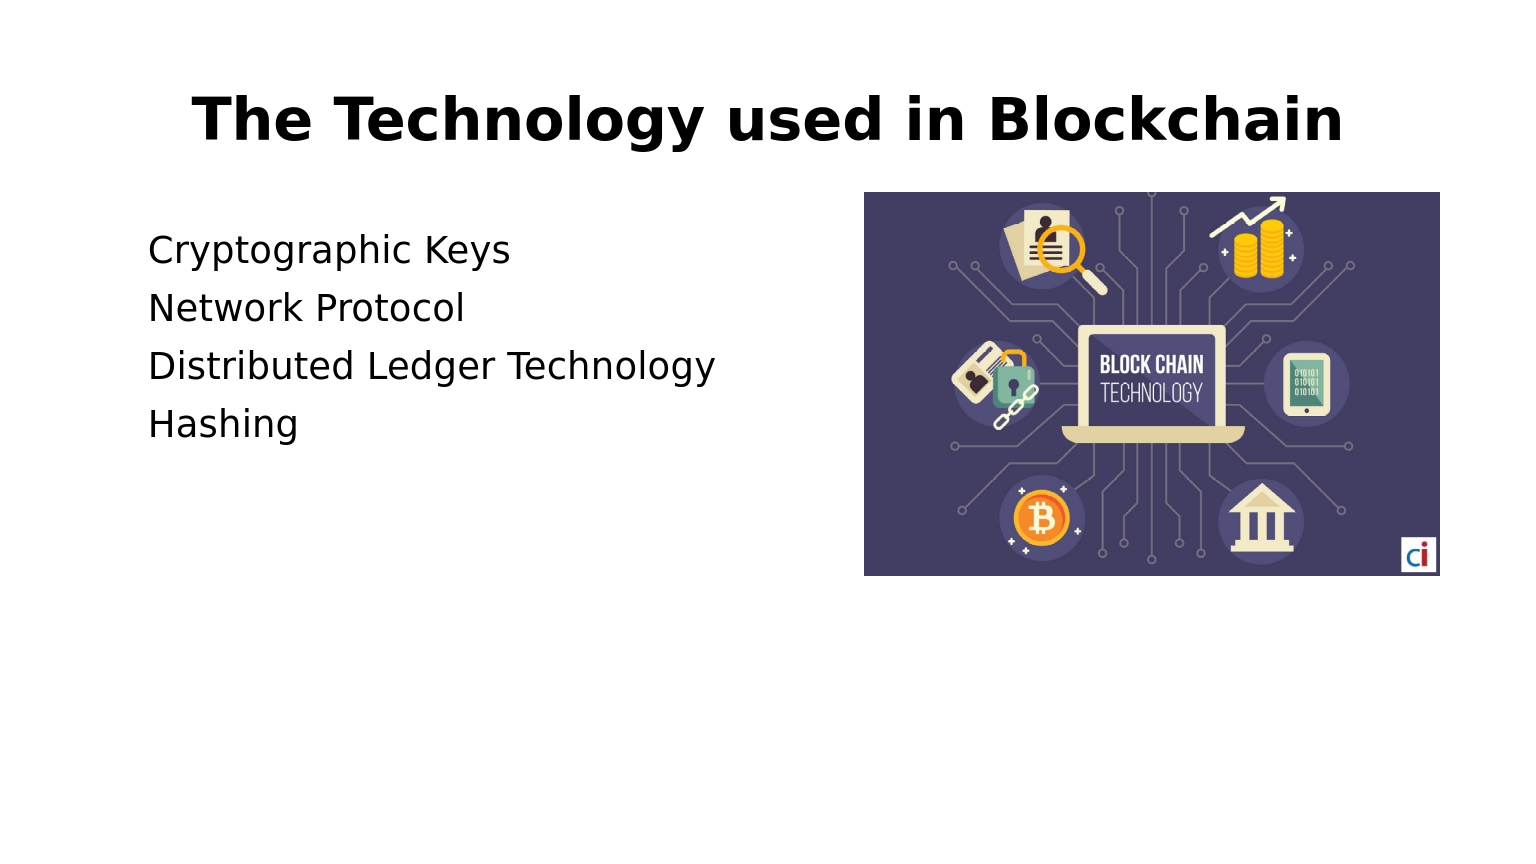 The Technology used in Blockchain
Cryptographic Keys
Network Protocol
Distributed Ledger Technology
Hashing
BLOCK CHAIN
TECHNOLOGY
010101
010101
010101
ci